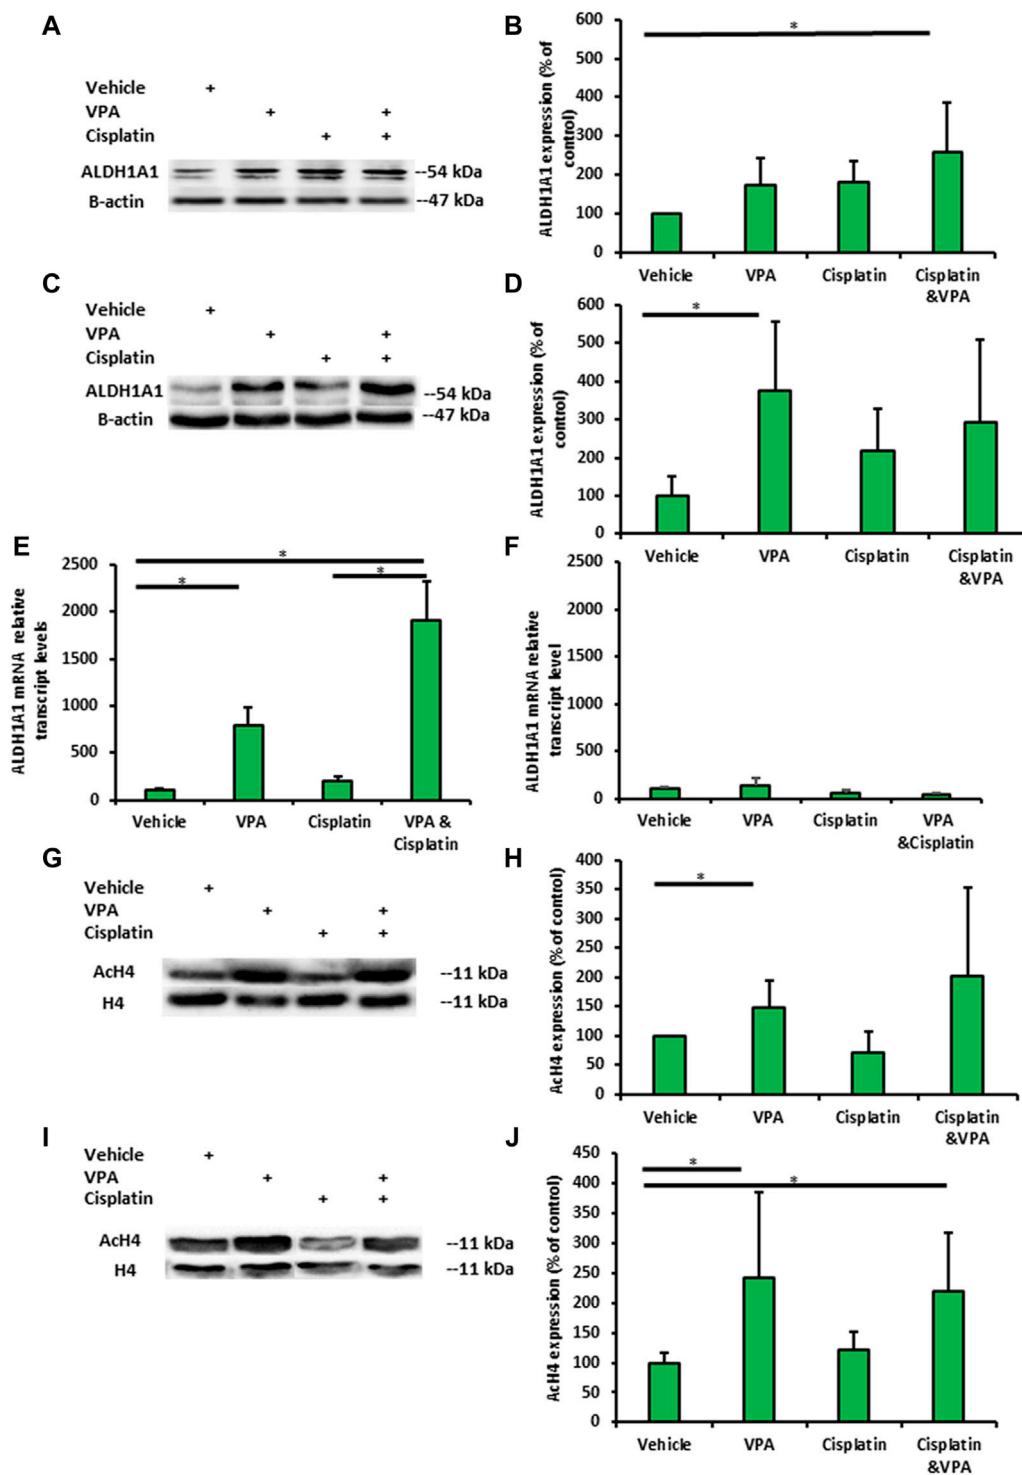 A
Vehicle +
VPA + +
Cisplatin + +
ALDH1A1 --54 kDa
B-actin --47 kDa
B
ALDH1A1 expression (% of
control)
600
500
400
300
200
100
0
*
Vehicle VPA Cisplatin Cisplatin
&VPA
C
Vehicle +
VPA + +
Cisplatin + +
ALDH1A1 --54 kDa
B-actin --47 kDa
D
ALDH1A1 expression (% of
control)
600
500
400
300
200
100
0
*
Vehicle VPA Cisplatin Cisplatin
&VPA
E
ALDH1A1 mRNA relative
transcript levels
2500
2000
1500
1000
500
0
*
* *
Vehicle VPA Cisplatin VPA &
Cisplatin
F
ALDH1A1 mRNA relative
transcript level
2500
2000
1500
1000
500
0
Vehicle VPA Cisplatin VPA
&Cisplatin
G
Vehicle +
VPA + +
Cisplatin + +
AcH4 --11 kDa
H4 --11 kDa
H
AcH4 expression (% of control)
400
350
300
250
200
150
100
50
0
*
Vehicle VPA Cisplatin Cisplatin
&VPA
I
Vehicle +
VPA + +
Cisplatin + +
AcH4 --11 kDa
H4 --11 kDa
J
AcH4 expression (% of control)
450
400
350
300
250
200
150
100
50
0
*
*
Vehicle VPA Cisplatin Cisplatin
&VPA